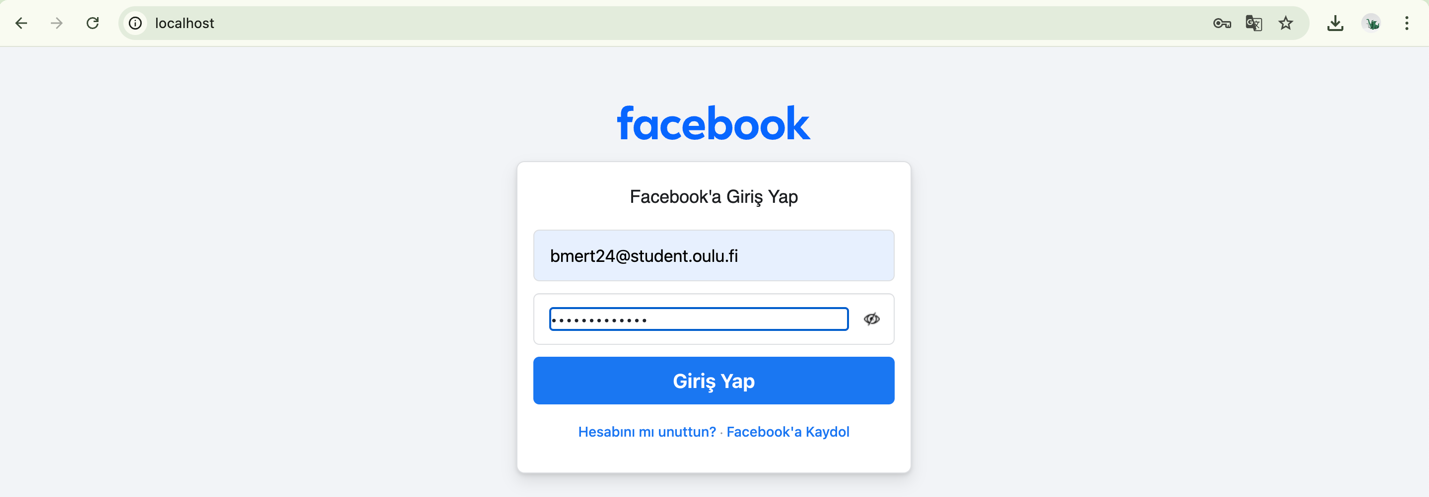 localhost
facebook
Facebook'a Giriş Yap
bmert24@student.oulu.fi
•••••••••••••
Giriş Yap
Hesabını mı unuttun? · Facebook'a Kaydol